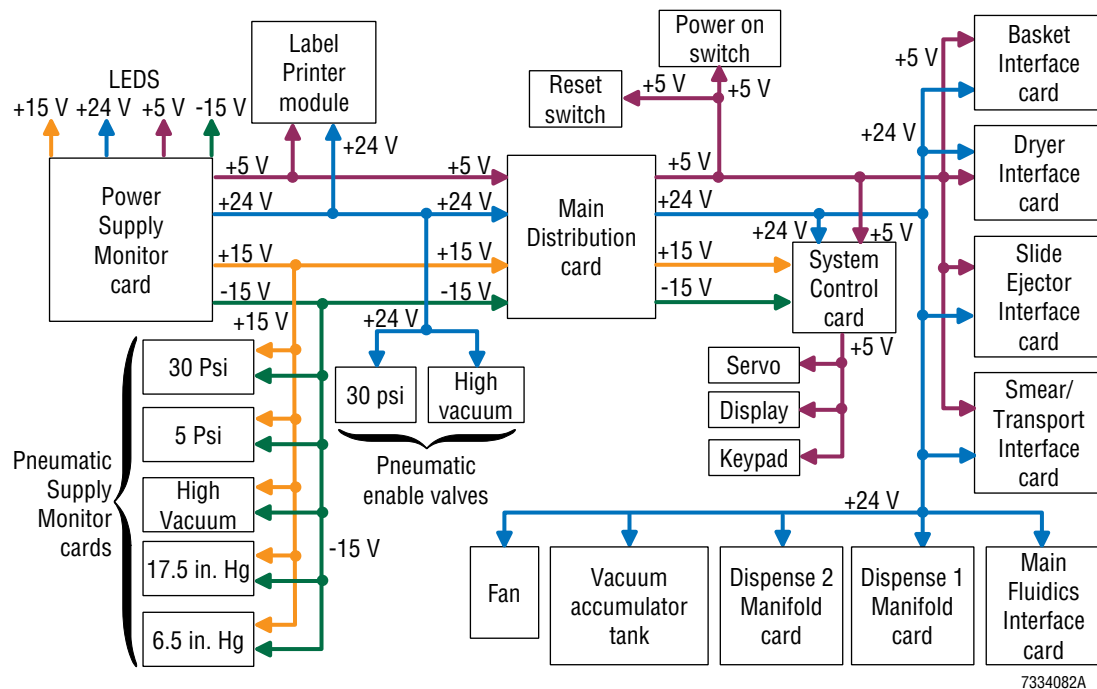 LEDS
+15 V
+24 V
+5 V
-15 V
Label
Printer
module
+24 V
Power on
switch
+5 V
+5 V
Reset
switch
Basket
Interface
card
+5 V
+24 V
Dryer
Interface
card
Power
Supply
Monitor
card
+5 V
+5 V
+24 V
+24 V
+15 V
+15 V
-15 V
-15 V
Main
Distribution
card
+5 V
+24 V
+15 V
-15 V
+24 V
+5 V
System
Control
card
+5 V
Slide
Ejector
Interface
card
Smear/
Transport
Interface
card
+15 V
Pneumatic
Supply
Monitor
cards
30 Psi
5 Psi
High
Vacuum
17.5 in. Hg
6.5 in. Hg
-15 V
+24 V
30 psi
High
vacuum
Pneumatic
enable valves
Servo
Display
Keypad
+24 V
Fan
Vacuum
accumulator
tank
Dispense 2
Manifold
card
Dispense 1
Manifold
card
Main
Fluidics
Interface
card
7334082A